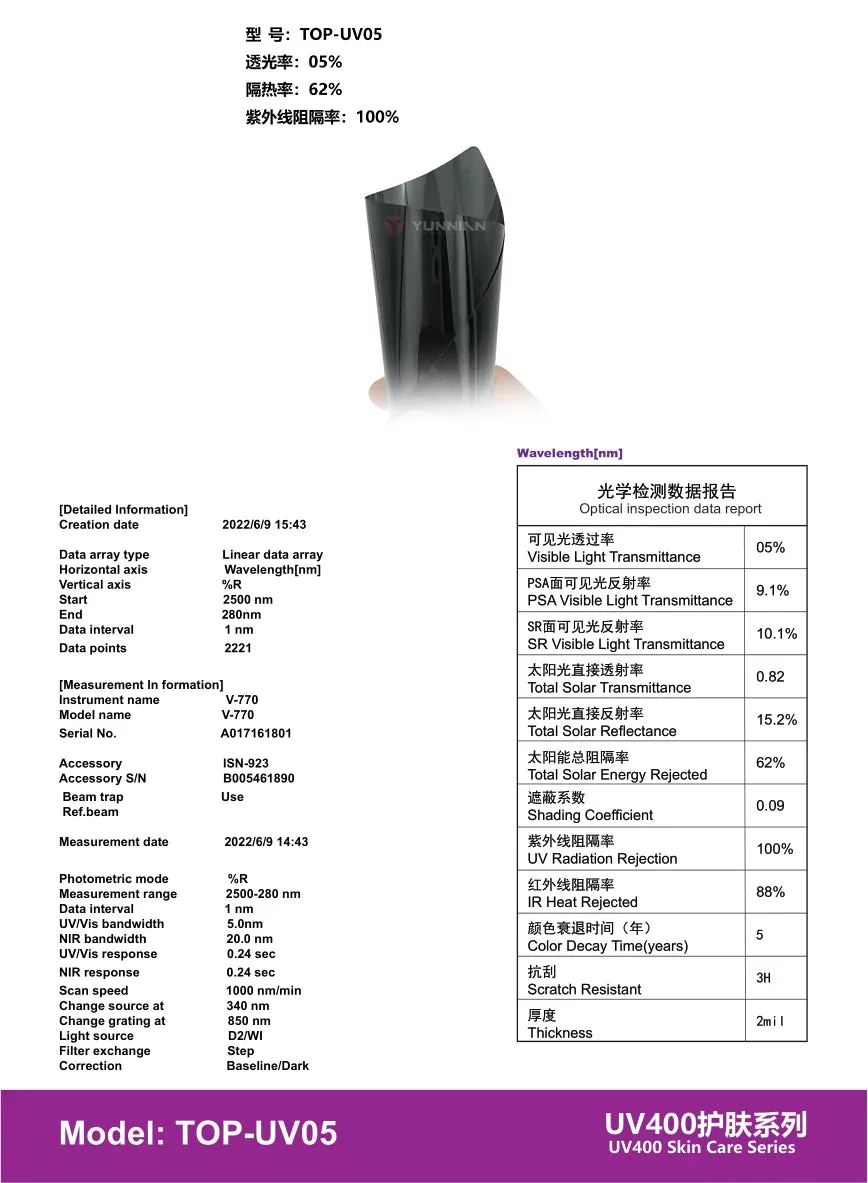 型 号：TOP-UV05
透光率：05%
隔热率：62%
紫外线阻隔率：100%
YUNNIAN
Wavelength[nm]
光学检测数据报告
Optical inspection data report
可见光透过率
Visible Light Transmittance 05%
PSA面可见光反射率
PSA Visible Light Transmittance 9.1%
SR面可见光反射率
SR Visible Light Transmittance 10.1%
太阳光直接透射率
Total Solar Transmittance 0.82
太阳光直接反射率
Total Solar Reflectance 15.2%
太阳能总阻隔率
Total Solar Energy Rejected 62%
遮蔽系数
Shading Coefficient 0.09
紫外线阻隔率
UV Radiation Rejection 100%
红外线阻隔率
IR Heat Rejected 88%
颜色衰退时间（年）
Color Decay Time(years) 5
抗刮
Scratch Resistant 3H
厚度
Thickness 2mil
[Detailed Information]
Creation date 2022/6/9 15:43
Data array type Linear data array
Horizontal axis Wavelength[nm]
Vertical axis %R
Start 2500 nm
End 280nm
Data interval 1 nm
Data points 2221
[Measurement In formation]
Instrument name V-770
Model name V-770
Serial No. A017161801
Accessory ISN-923
Accessory S/N B005461890
Beam trap Use
Ref.beam
Measurement date 2022/6/9 14:43
Photometric mode %R
Measurement range 2500-280 nm
Data interval 1 nm
UV/Vis bandwidth 5.0nm
NIR bandwidth 20.0 nm
UV/Vis response 0.24 sec
NIR response 0.24 sec
Scan speed 1000 nm/min
Change source at 340 nm
Change grating at 850 nm
Light source D2/WI
Filter exchange Step
Correction Baseline/Dark
Model: TOP-UV05
UV400护肤系列
UV400 Skin Care Series